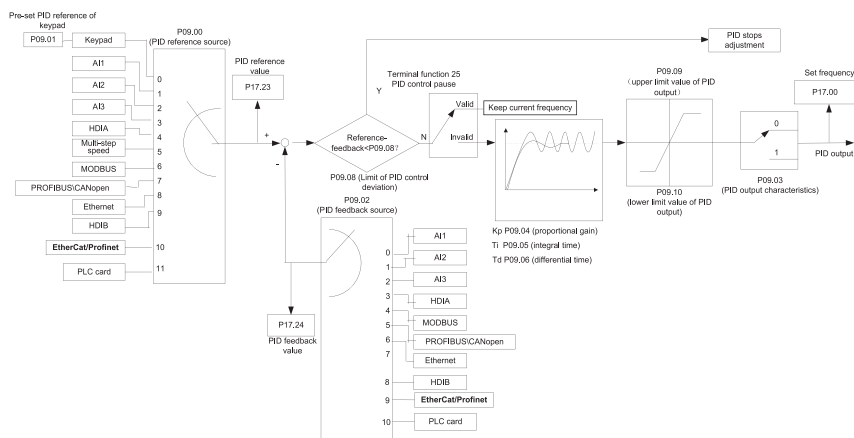 Pre-set PID reference of
keypad
P09.01
Keypad
AI1
AI2
AI3
HDIA
Multi-step
speed
MODBUS
PROFIBUS\CANopen
Ethernet
HDIB
EtherCat/Profinet
PLC card
P09.00
(PID reference source)
0
1
2
3
4
5
6
7
8
9
10
11
PID reference
value
P17.23
+
-
Reference-
feedback<P09.08?
Y
N
P09.08 (Limit of PID control
deviation)
P09.02
(PID feedback source)
P17.24
PID feedback
value
0
1
2
3
4
5
6
7
8
9
10
AI1
AI2
AI3
HDIA
MODBUS
PROFIBUS\CANopen
Ethernet
HDIB
EtherCat/Profinet
PLC card
Terminal function 25
PID control pause
Valid
Invalid
Keep current frequency
PID stops
adjustment
Kp P09.04 (proportional gain)
Ti P09.05 (integral time)
Td P09.06 (differential time)
P09.09
(upper limit value of PID
output)
P09.10
(lower limit value of PID
output)
0
1
P09.03
(PID output characteristics)
Set frequency
P17.00
PID output